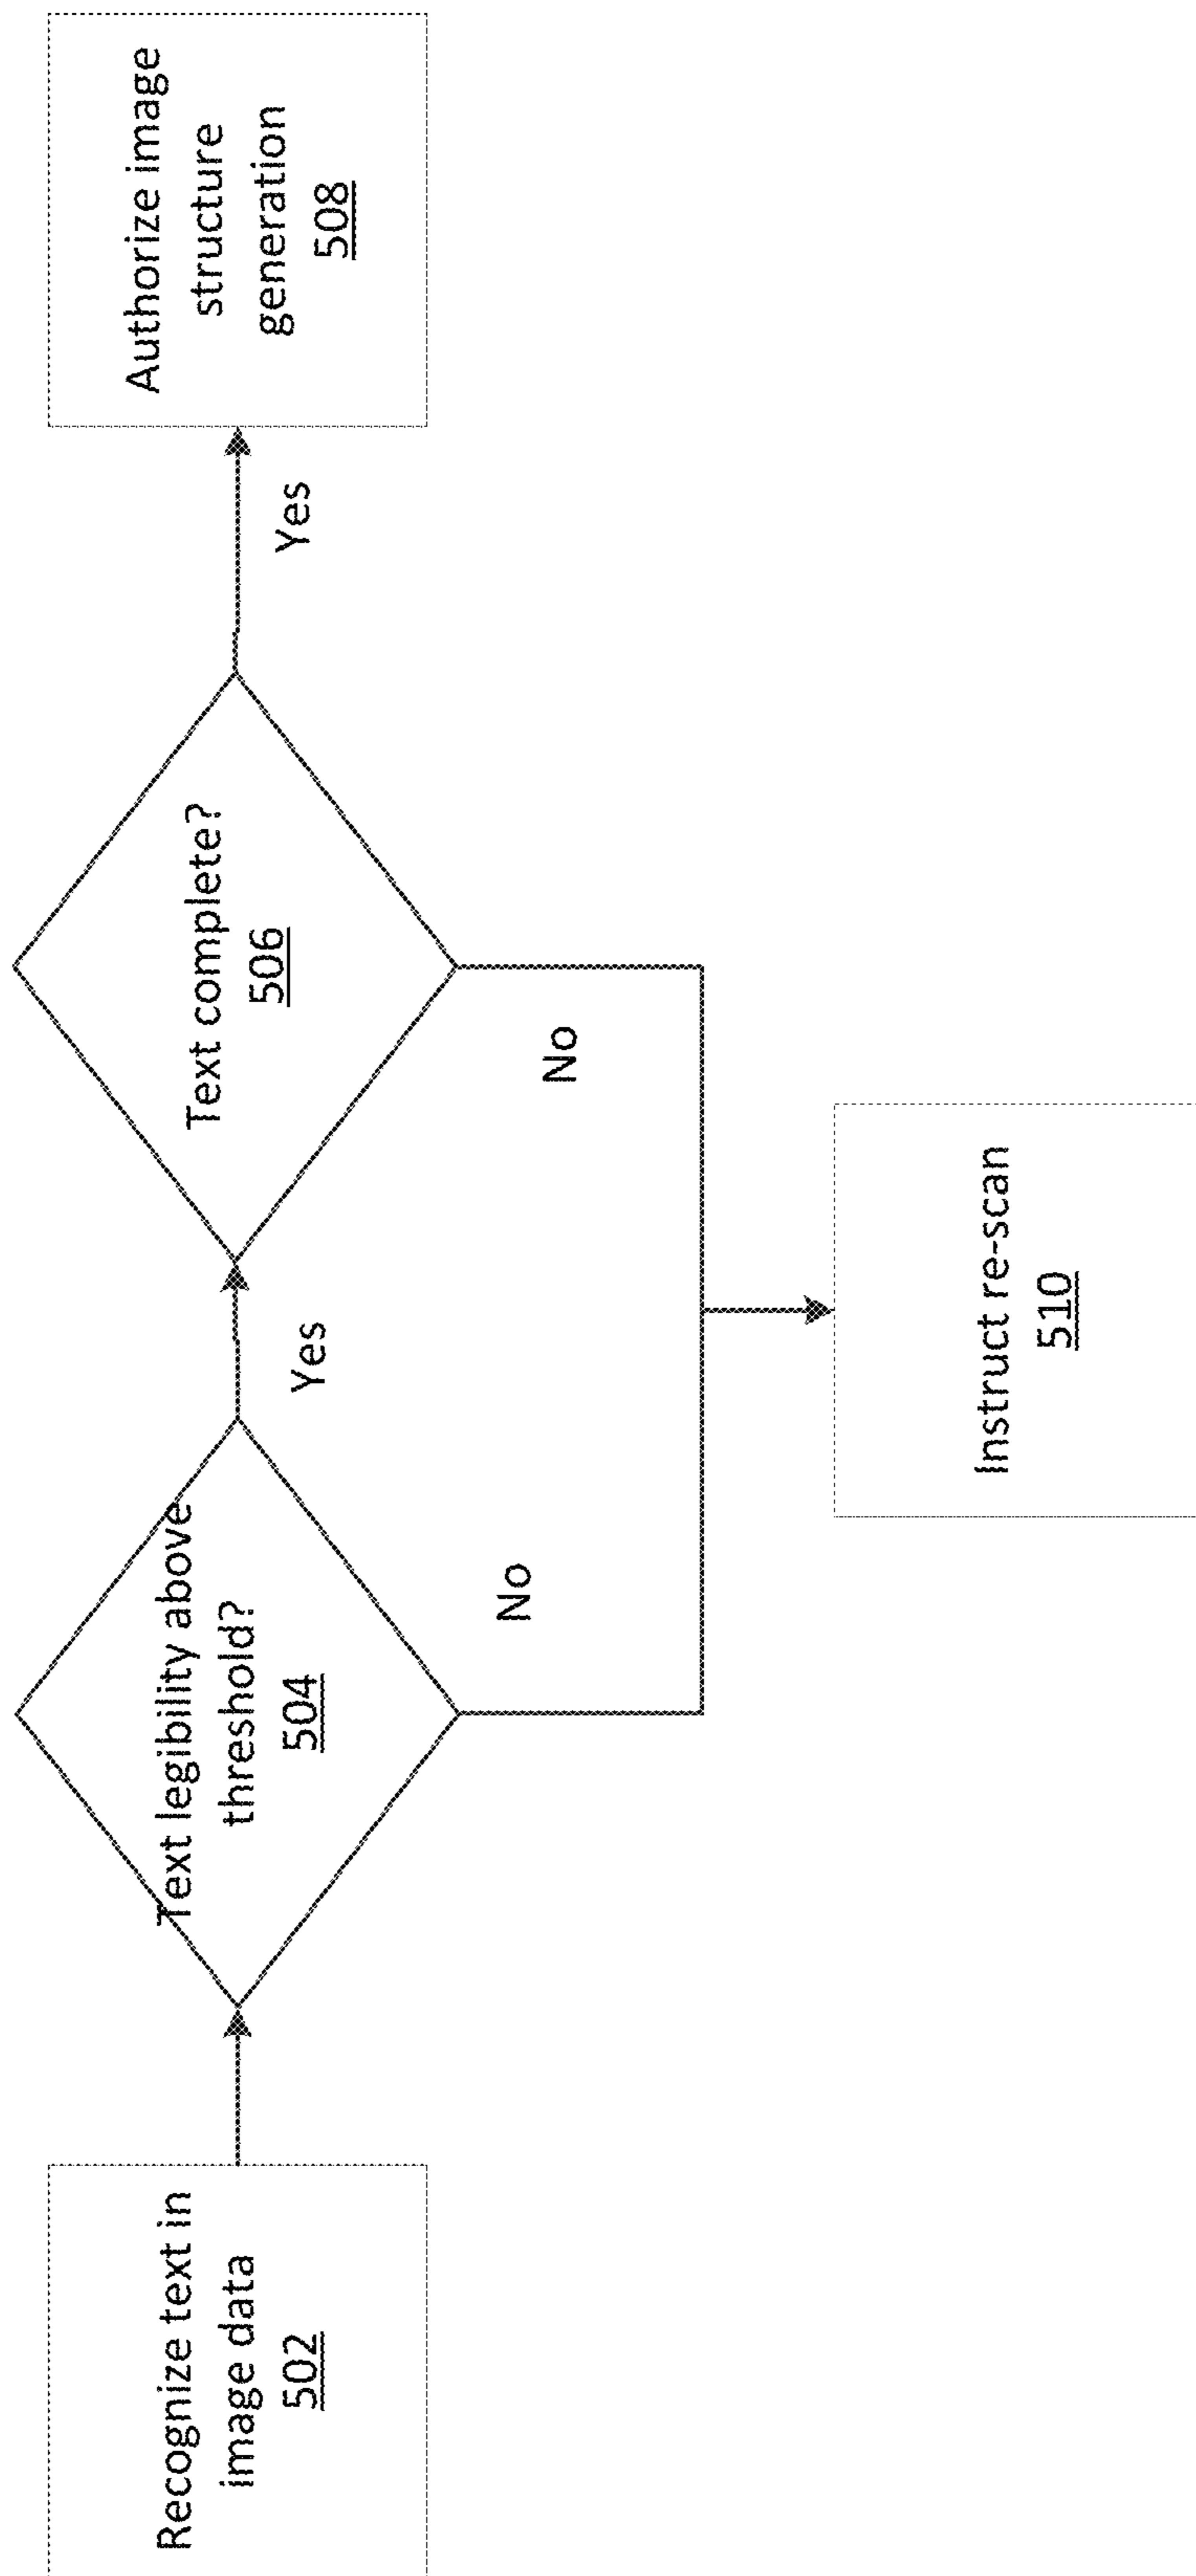 Recognize text in
image data
502
Text legibility above
threshold?
504
Yes
No
Text complete?
506
Yes
No
Authorize image
structure
generation
508
Instruct re-scan
510